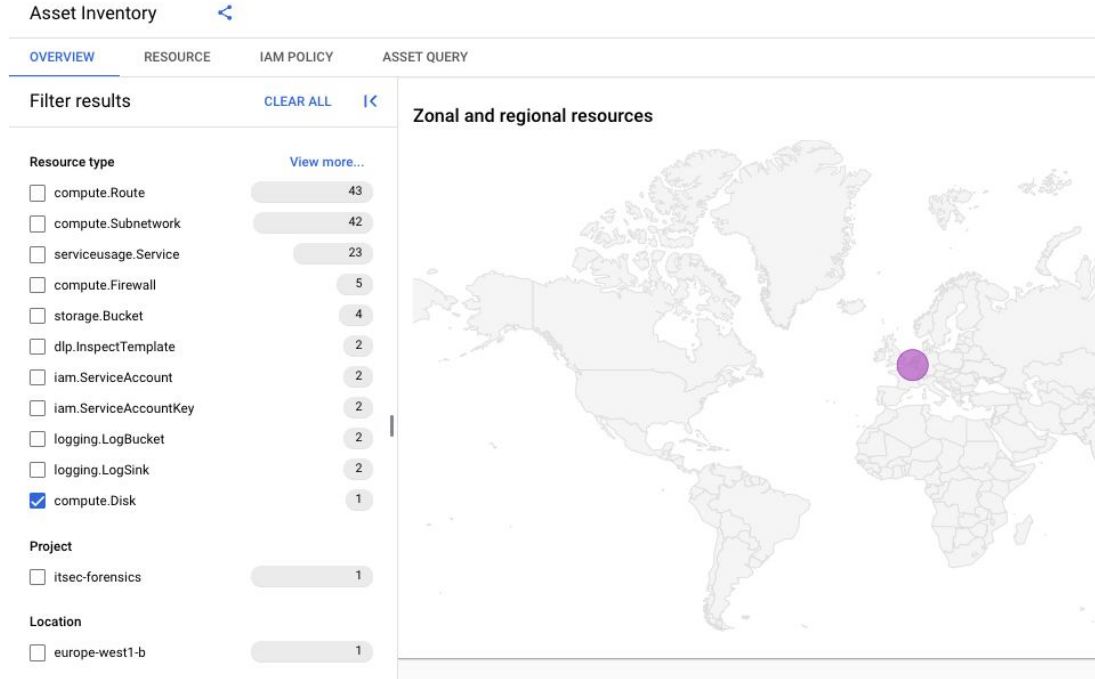 Asset Inventory
OVERVIEW RESOURCE IAM POLICY ASSET QUERY
Filter results CLEAR ALL
Zonal and regional resources
Resource type View more...
compute.Route 43
compute.Subnetwork 42
serviceusage.Service 23
compute.Firewall 5
storage.Bucket 4
dlp.InspectTemplate 2
iam.ServiceAccount 2
iam.ServiceAccountKey 2
logging.LogBucket 2
logging.LogSink 2
compute.Disk 1
Project
itsec-forensics 1
Location
europe-west1-b 1